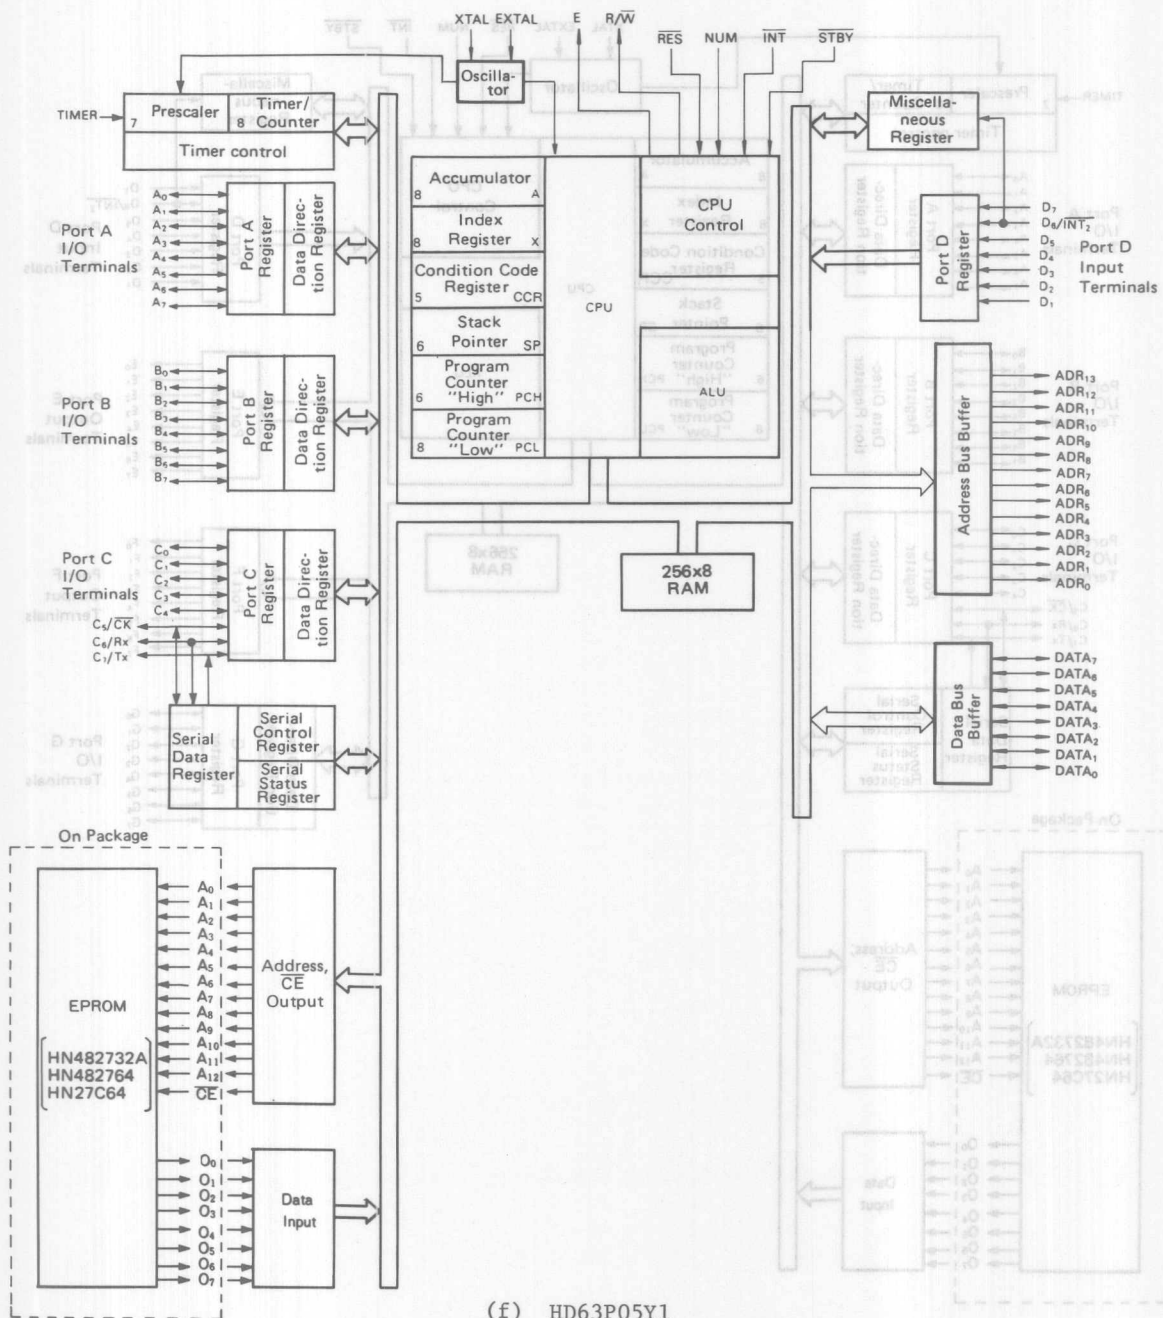 XTAL EXTAL E R/W̅ R̅E̅S̅ NUM I̅N̅T̅ S̅T̅B̅Y̅
Oscilla-
tor
TIMER
7 Prescaler
8 Timer/
Counter
Timer control
Miscella-
neous
Register
Port A
I/O
Terminals
A₀
A₁
A₂
A₃
A₄
A₅
A₆
A₇
Port A
Register
Data Direc-
tion Register
Accumulator
8 A
Index
Register
8 X
Condition Code
Register
5 CCR
Stack
Pointer
6 SP
Program
Counter
"High"
6 PCH
Program
Counter
"Low"
8 PCL
CPU
CPU
Control
ALU
Port D
Register
D₇
D₆/I̅N̅T̅₂
D₅
D₄
D₃
D₂
D₁
Port D
Input
Terminals
Port B
I/O
Terminals
B₀
B₁
B₂
B₃
B₄
B₅
B₆
B₇
Port B
Register
Data Direc-
tion Register
Address Bus Buffer
ADR₁₃
ADR₁₂
ADR₁₁
ADR₁₀
ADR₉
ADR₈
ADR₇
ADR₆
ADR₅
ADR₄
ADR₃
ADR₂
ADR₁
ADR₀
Port C
I/O
Terminals
C₀
C₁
C₂
C₃
C₄
C₅/C̅K̅
C₆/Rx
C₇/Tx
Port C
Register
Data Direc-
tion Register
256x8
RAM
Data Bus
Buffer
DATA₇
DATA₆
DATA₅
DATA₄
DATA₃
DATA₂
DATA₁
DATA₀
Serial
Data
Register
Serial
Control
Register
Serial
Status
Register
On Package
EPROM
HN482732A
HN482764
HN27C64
A₀
A₁
A₂
A₃
A₄
A₅
A₆
A₇
A₈
A₉
A₁₀
A₁₁
A₁₂
C̅E̅
Address,
C̅E̅
Output
O₀
O₁
O₂
O₃
O₄
O₅
O₆
O₇
Data
Input
(f) HD63P05Y1